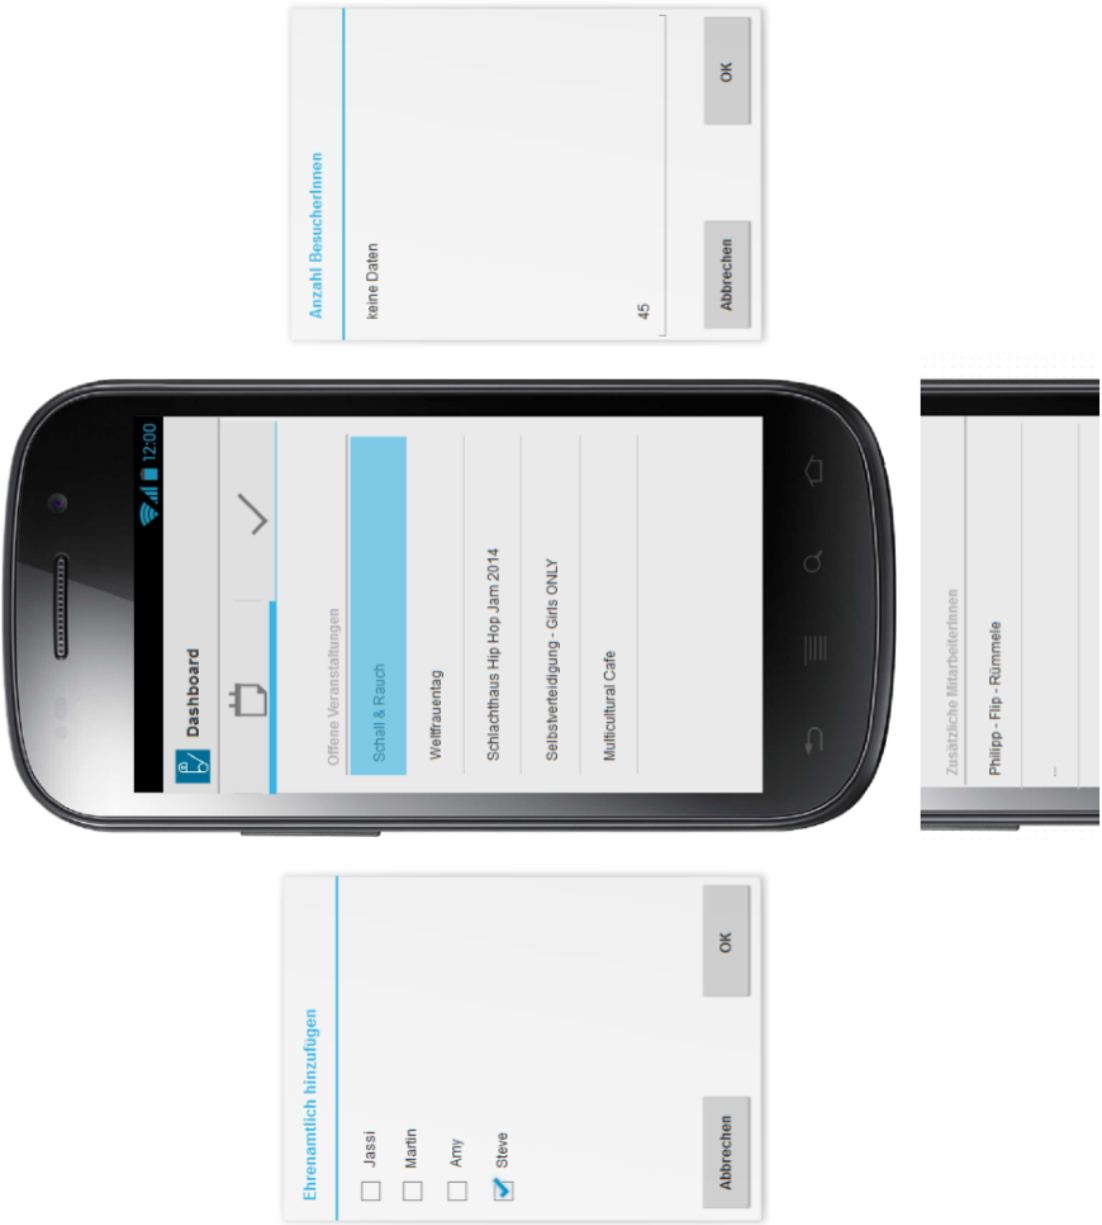 Ehrenamtlich hinzufügen
Jassi
Martin
Amy
Steve
Abbrechen
OK
12:00
Dashboard
Offene Veranstaltungen
Schall & Rauch
Weltfrauentag
Schlachthaus Hip Hop Jam 2014
Selbstverteidigung - Girls ONLY
Multicultural Cafe
Anzahl BesucherInnen
keine Daten
45
Abbrechen
OK
Zusätzliche MitarbeiterInnen
Philipp - Flip - Rümmele
...